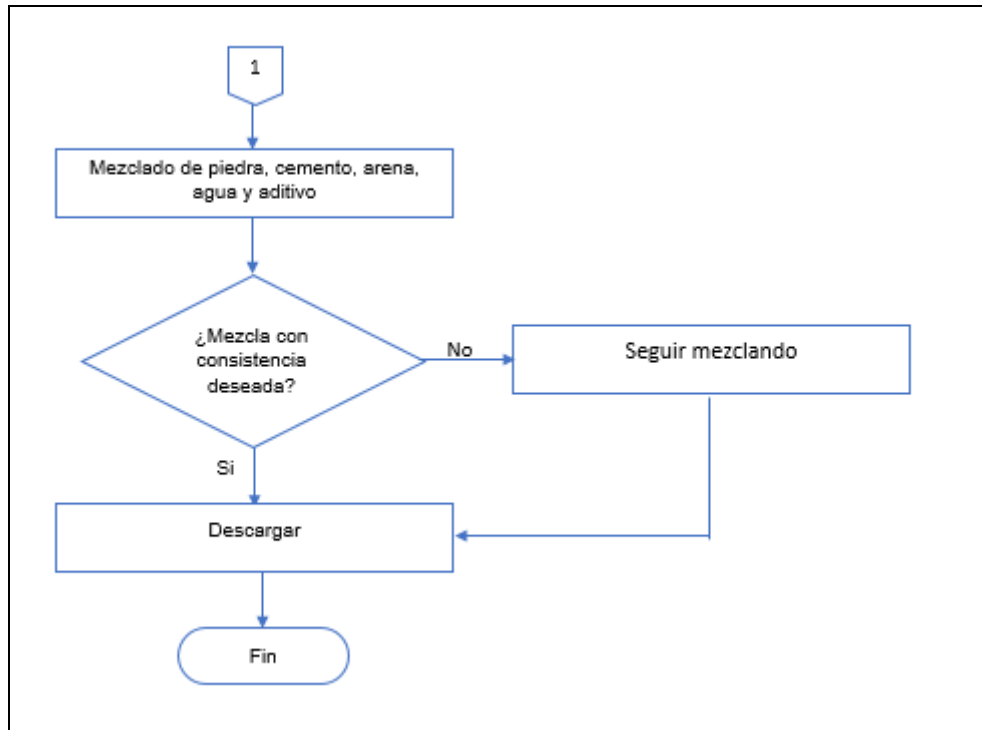 1
Mezclado de piedra, cemento, arena,
agua y aditivo
¿Mezcla con
consistencia
deseada?
No
Seguir mezclando
Si
Descargar
Fin